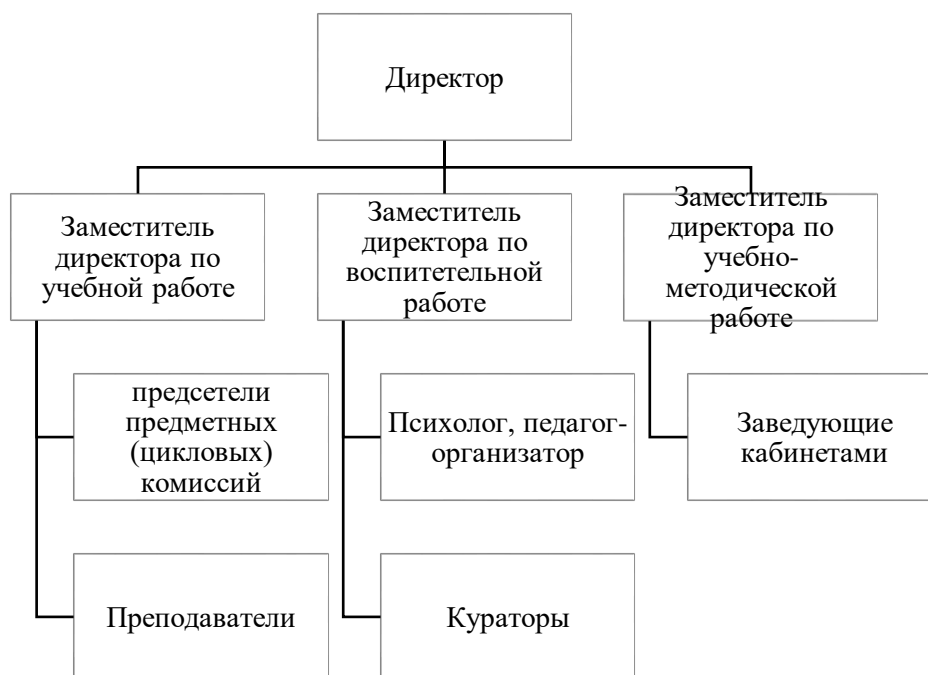 Директор
Заместитель
директора по
учебной работе
Заместитель
директора по
воспитетельной
работе
Заместитель
директора по
учебно-
методической
работе
предсетели
предметных
(цикловых)
комиссий
Психолог, педагог-
организатор
Заведующие
кабинетами
Преподаватели
Кураторы